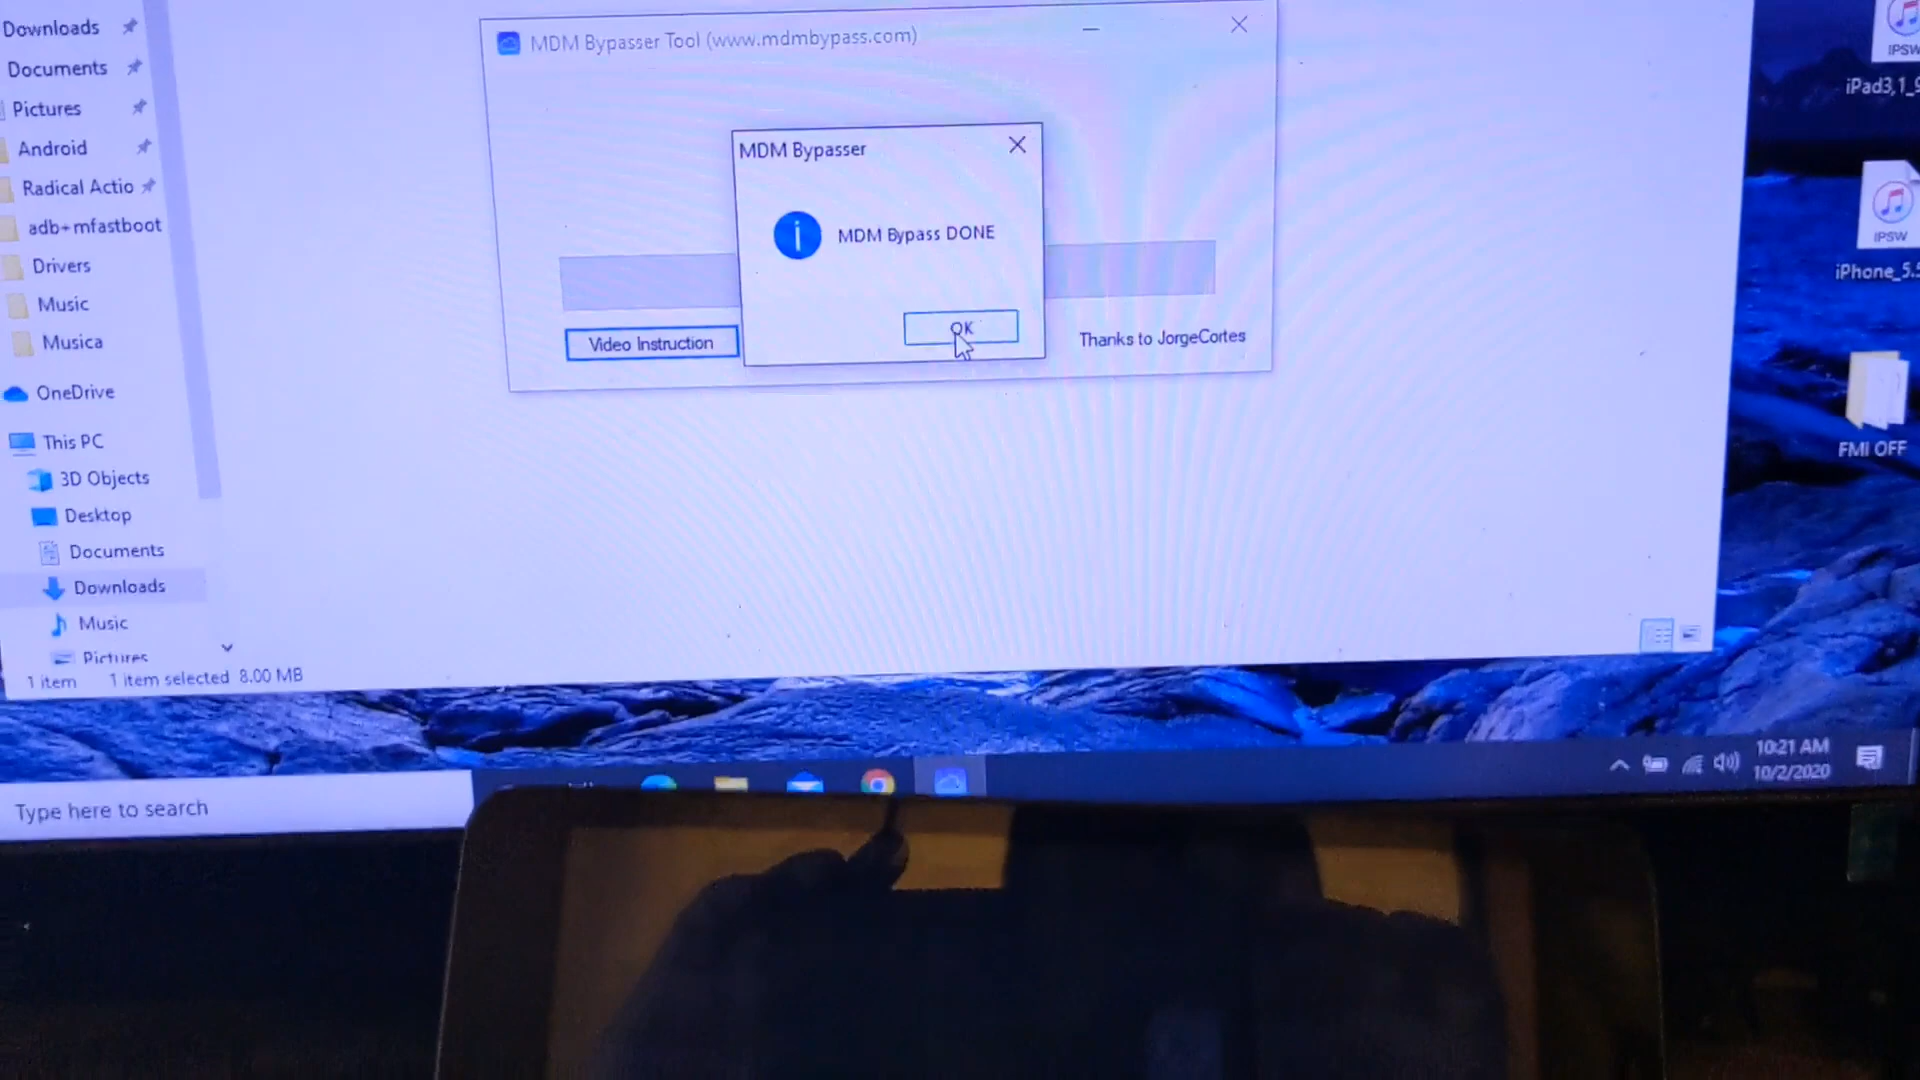 Downloads
Documents
Pictures
Android
Radical Actio
adb+mfastboot
Drivers
Music
Musica
OneDrive
This PC
3D Objects
Desktop
Documents
Downloads
Music
Pictures
1 item 1 item selected 8.00 MB
MDM Bypasser Tool (www.mdmbypass.com)
MDM Bypasser
MDM Bypass DONE
OK
Video Instruction
Thanks to JorgeCortes
IPSW
iPad3,1_9
IPSW
iPhone_5.5
FMI OFF
Type here to search
10:21 AM
10/2/2020